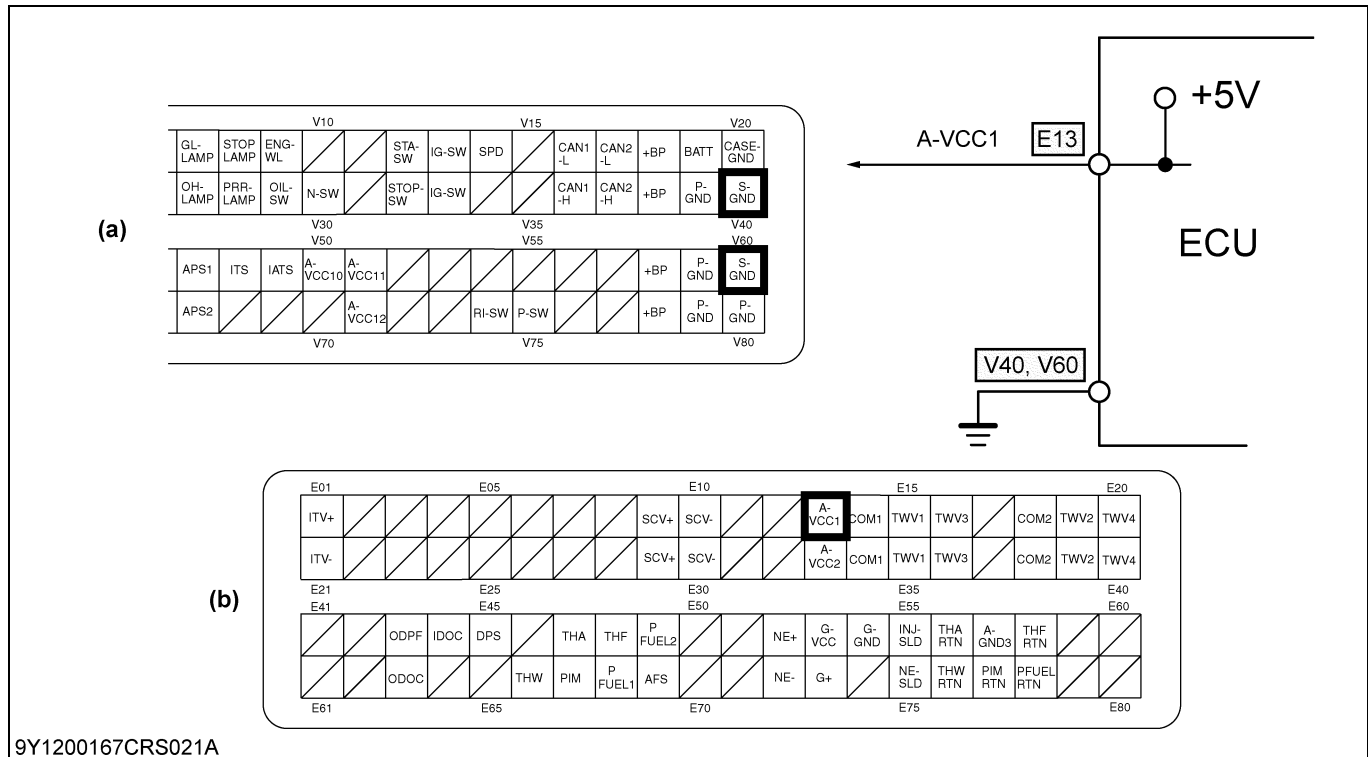 +5V
A-VCC1 E13
ECU
V40, V60
(a)
V10 V15 V20
GL-LAMP STOP LAMP ENG-WL STA-SW IG-SW SPD CAN1-L CAN2-L +BP BATT CASE-GND
OH-LAMP PRR-LAMP OIL-SW N-SW STOP-SW IG-SW CAN1-H CAN2-H +BP P-GND S-GND
V30 V35 V40
V50 V55 V60
APS1 ITS IATS A-VCC10 A-VCC11 +BP P-GND S-GND
APS2 A-VCC12 RI-SW P-SW +BP P-GND P-GND
V70 V75 V80
(b)
E01 E05 E10 E15 E20
ITV+ SCV+ SCV- A-VCC1 COM1 TWV1 TWV3 COM2 TWV2 TWV4
ITV- SCV+ SCV- A-VCC2 COM1 TWV1 TWV3 COM2 TWV2 TWV4
E21 E25 E30 E35 E40
E41 E45 E50 E55 E60
ODPF IDOC DPS THA THF P FUEL2 NE+ G-VCC G-GND INJ-SLD THA RTN A-GND3 THF RTN
ODOC THW PIM P FUEL1 AFS NE- G+ NE-SLD THW RTN PIM RTN PFUEL RTN
E61 E65 E70 E75 E80
9Y1200167CRS021A